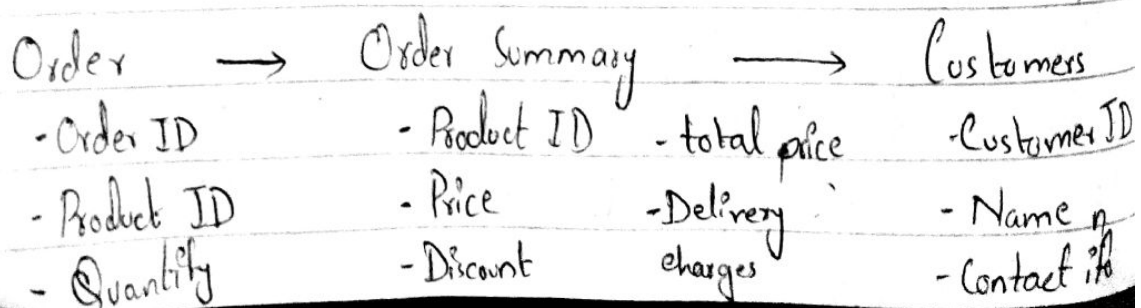 Order → Order Summary → Customers
- Order ID - Product ID - total price - Customer ID
- Product ID - Price - Delivery charges - Name
- Quantity - Discount - Contact info